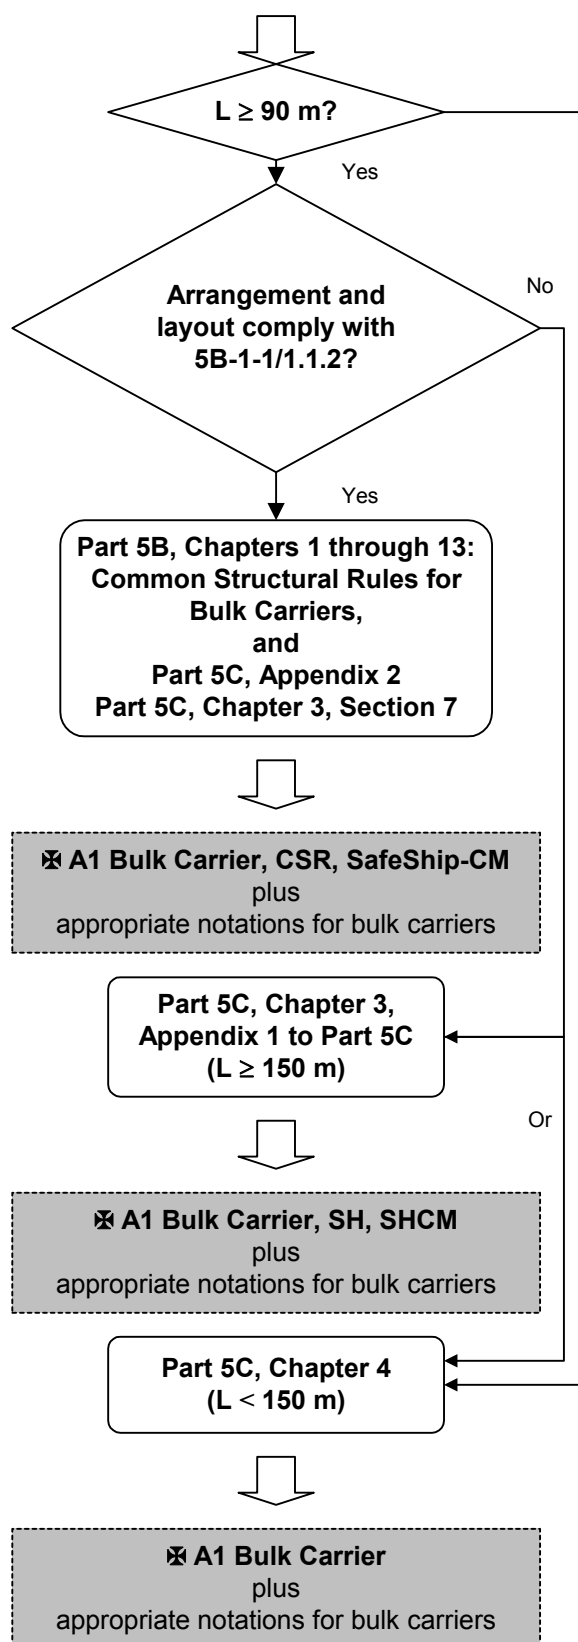 L ≥ 90 m?
Yes
Arrangement and
layout comply with
5B-1-1/1.1.2?
No
Yes
Part 5B, Chapters 1 through 13:
Common Structural Rules for
Bulk Carriers,
and
Part 5C, Appendix 2
Part 5C, Chapter 3, Section 7
✠ A1 Bulk Carrier, CSR, SafeShip-CM
plus
appropriate notations for bulk carriers
Part 5C, Chapter 3,
Appendix 1 to Part 5C
(L ≥ 150 m)
Or
✠ A1 Bulk Carrier, SH, SHCM
plus
appropriate notations for bulk carriers
Part 5C, Chapter 4
(L < 150 m)
✠ A1 Bulk Carrier
plus
appropriate notations for bulk carriers